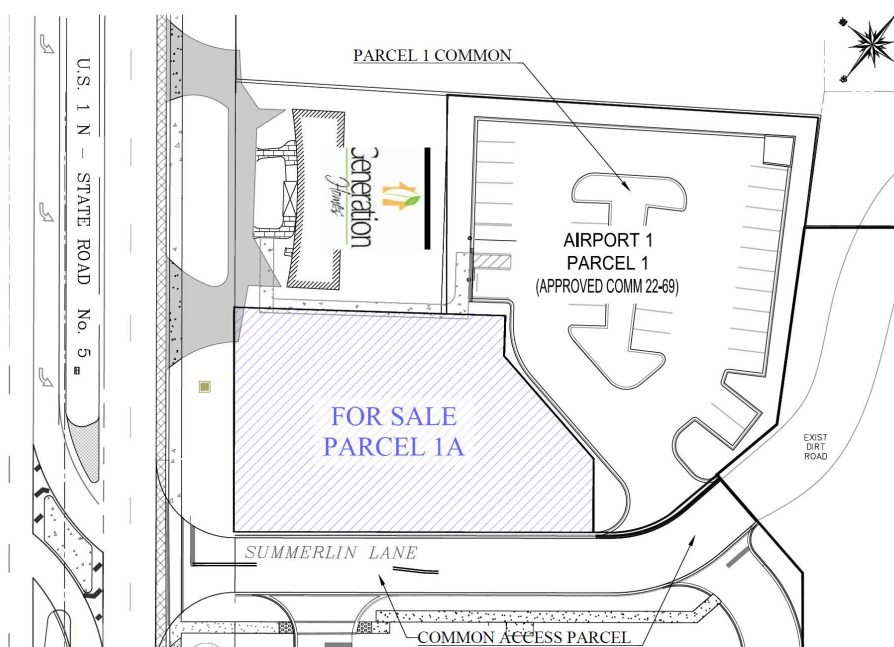 PARCEL 1 COMMON
U.S. 1 N - STATE ROAD No. 5
Generation
Homes
AIRPORT 1
PARCEL 1
(APPROVED COMM 22-69)
FOR SALE
PARCEL 1A
EXIST
DIRT
ROAD
SUMMERLIN LANE
COMMON ACCESS PARCEL